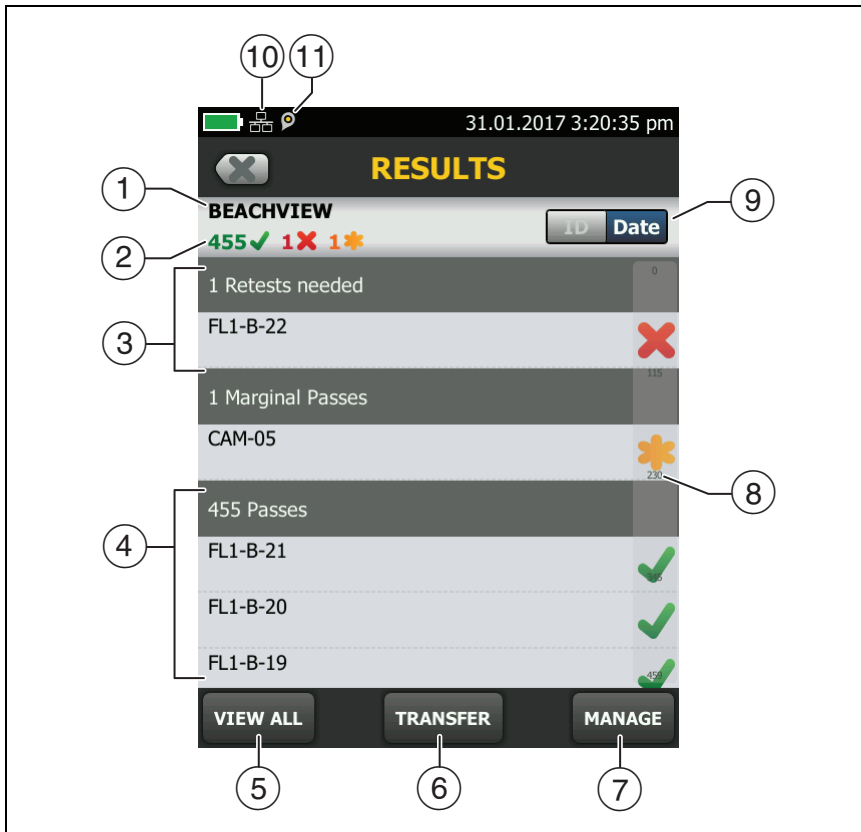 10 11
31.01.2017 3:20:35 pm
RESULTS
1
BEACHVIEW
ID Date
9
2
455 1 1
3
1 Retests needed
0
FL1-B-22
115
1 Marginal Passes
CAM-05
230
8
4
455 Passes
FL1-B-21
345
FL1-B-20
FL1-B-19
459
VIEW ALL TRANSFER MANAGE
5 6 7